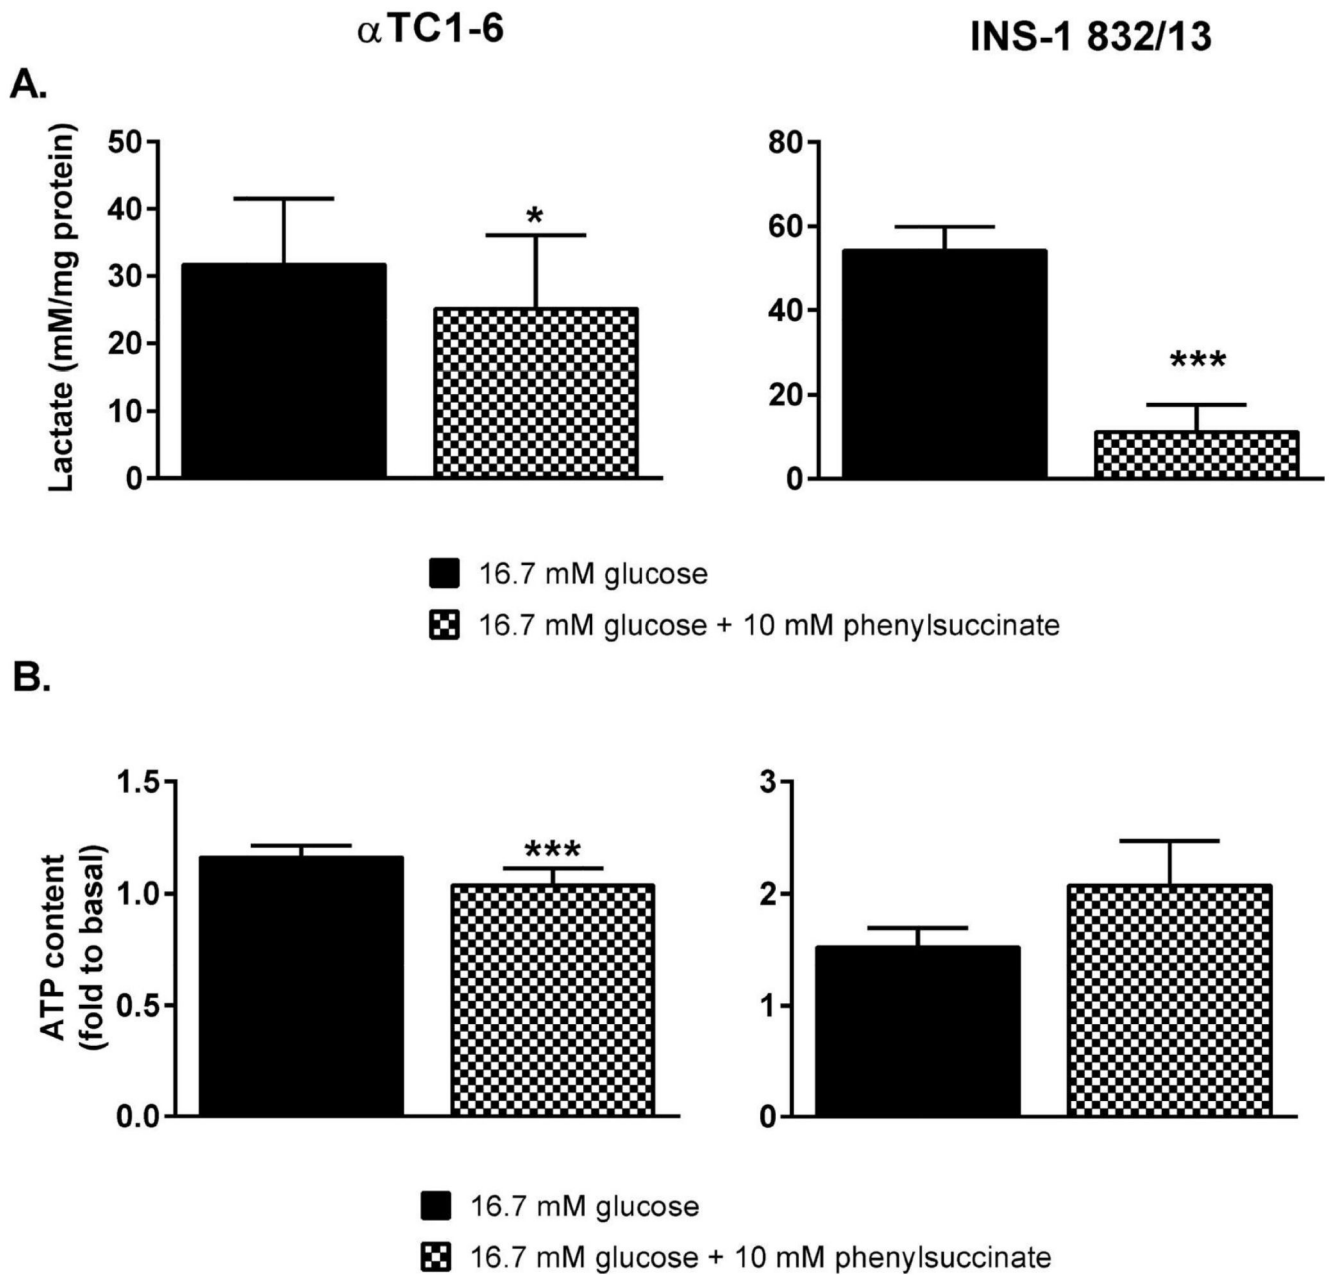 αTC1-6
INS-1 832/13
A.
Lactate (mM/mg protein)
50
40
30
20
10
0
*
80
60
40
20
0
***
16.7 mM glucose
16.7 mM glucose + 10 mM phenylsuccinate
B.
ATP content
(fold to basal)
1.5
1.0
0.5
0.0
***
3
2
1
0
16.7 mM glucose
16.7 mM glucose + 10 mM phenylsuccinate